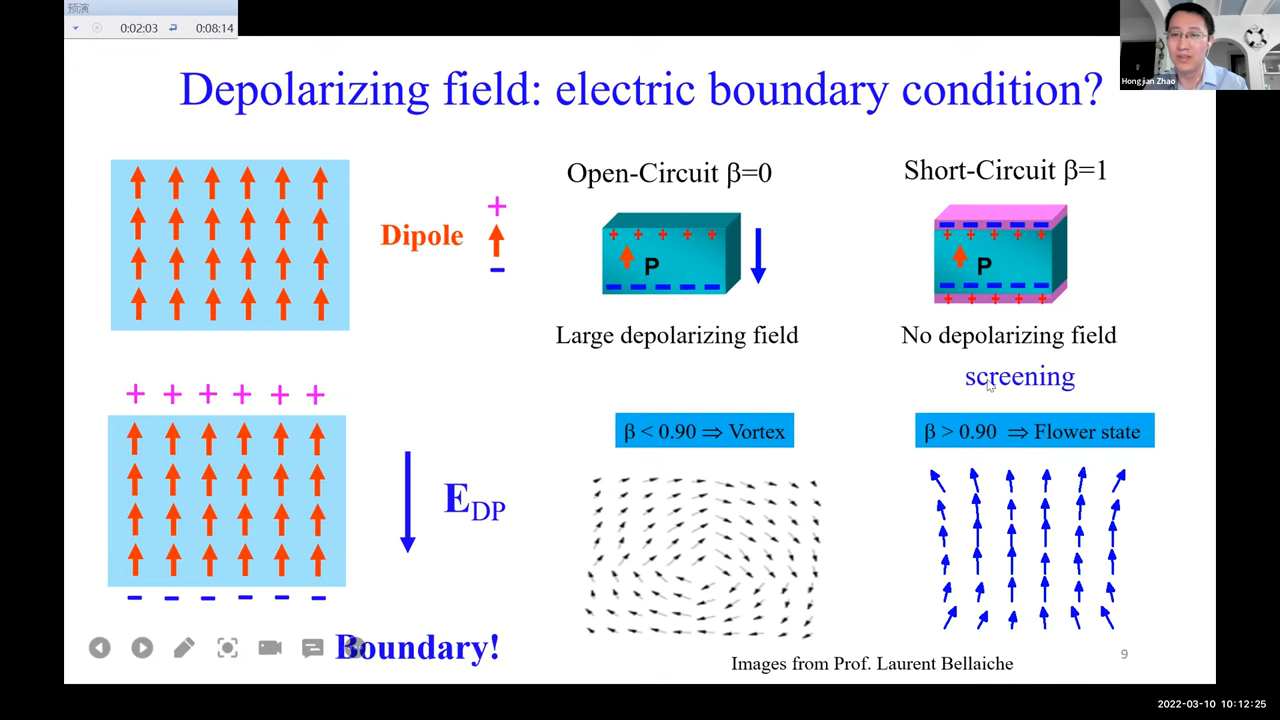 预演
0:02:03 0:08:14
Hongjian Zhao
Depolarizing field: electric boundary condition?
Open-Circuit β=0
Short-Circuit β=1
+
Dipole
–
+ + + + +
P
– – – – –
– – – – –
+ + + + +
P
– – – – –
+ + + + +
Large depolarizing field
No depolarizing field
screening
+ + + + + +
β < 0.90 ⇒ Vortex
β > 0.90 ⇒ Flower state
E_DP
– – – – – –
Boundary!
Images from Prof. Laurent Bellaiche
9
2022-03-10 10:12:25